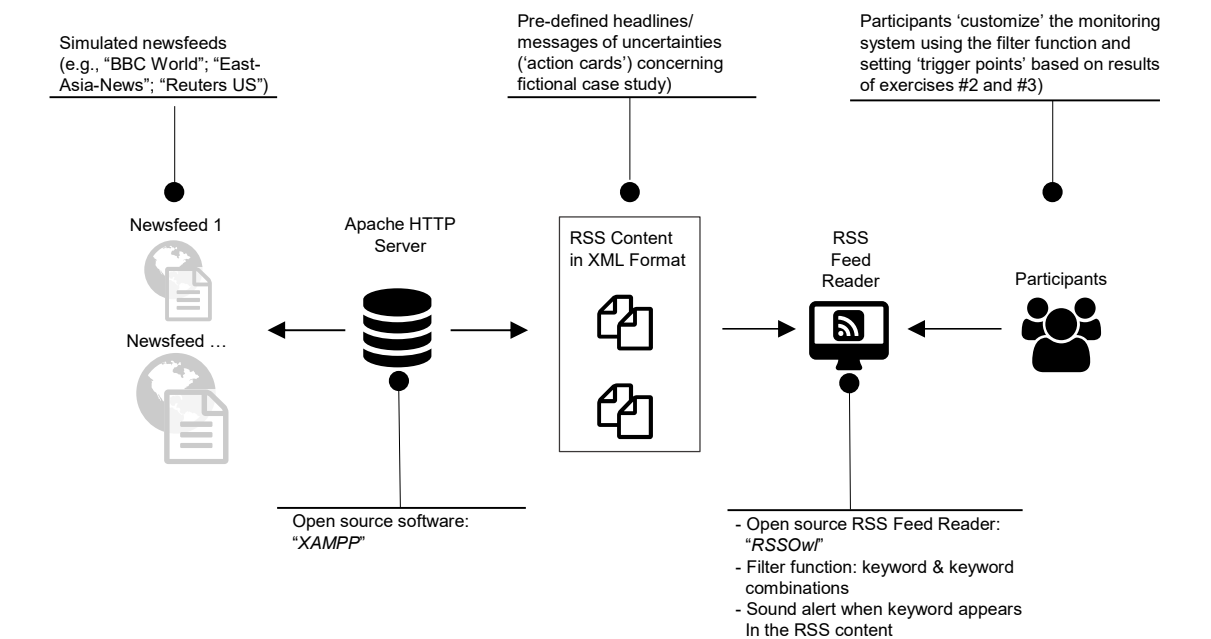 Simulated newsfeeds
(e.g., “BBC World”; “East-
Asia-News”; “Reuters US”)
Pre-defined headlines/
messages of uncertainties
(‘action cards’) concerning
fictional case study)
Participants ‘customize’ the monitoring
system using the filter function and
setting ‘trigger points’ based on results
of exercises #2 and #3)
Newsfeed 1
Newsfeed …
Apache HTTP
Server
RSS Content
in XML Format
RSS
Feed
Reader
Participants
Open source software:
“XAMPP”
- Open source RSS Feed Reader:
“RSSOwl”
- Filter function: keyword & keyword
combinations
- Sound alert when keyword appears
In the RSS content